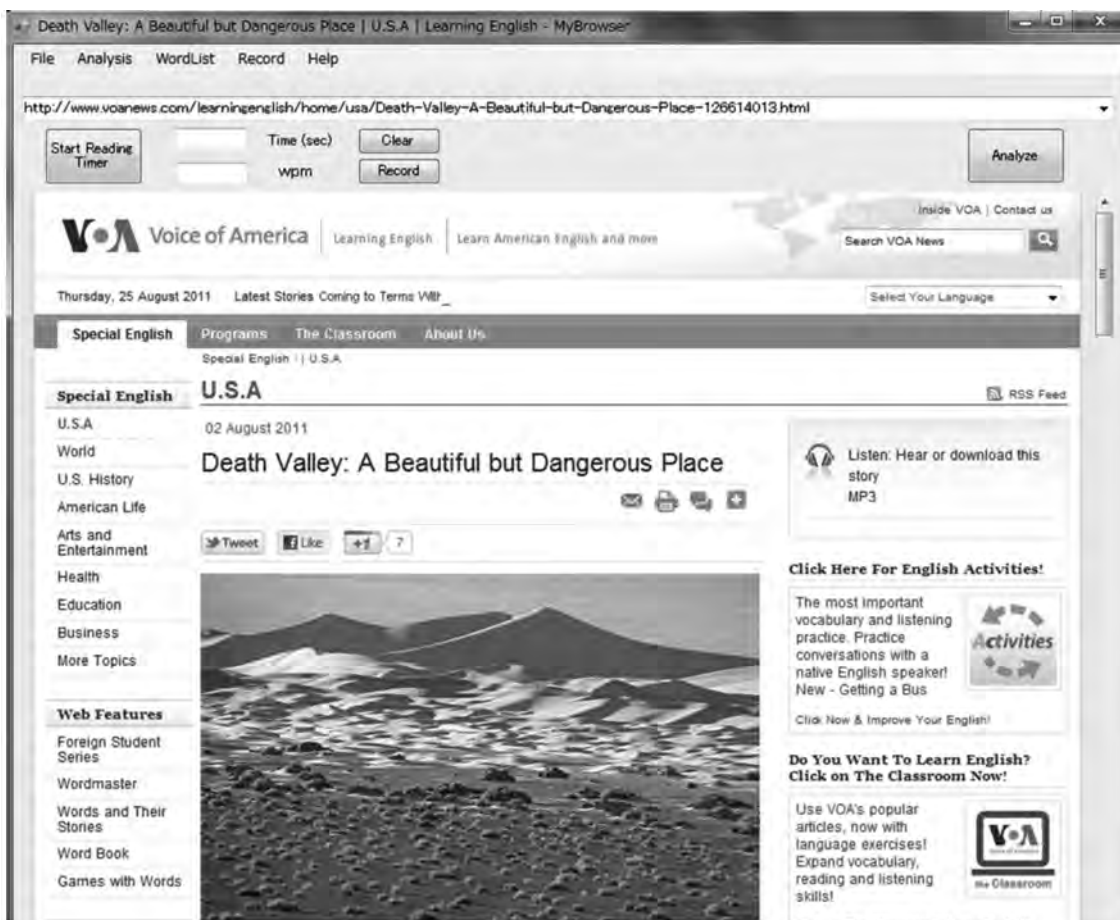 Death Valley: A Beautiful but Dangerous Place | U.S.A | Learning English - MyBrowser
File Analysis WordList Record Help
http://www.voanews.com/learningenglish/home/usa/Death-Valley-A-Beautiful-but-Dangerous-Place-126614013.html
Start Reading
Timer
Time (sec)
Clear
wpm
Record
Analyze
Inside VOA | Contact us
VOA Voice of America | Learning English | Learn American English and more
Search VOA News
Thursday, 25 August 2011 Latest Stories Coming to Terms With_
Select Your Language
Special English Programs The Classroom About Us
Special English | | U.S.A
Special English
U.S.A
World
U.S. History
American Life
Arts and
Entertainment
Health
Education
Business
More Topics
Web Features
Foreign Student
Series
Wordmaster
Words and Their
Stories
Word Book
Games with Words
U.S.A
RSS Feed
02 August 2011
Death Valley: A Beautiful but Dangerous Place
Tweet Like +1 7
Listen: Hear or download this
story
MP3
Click Here For English Activities!
The most important
vocabulary and listening
practice. Practice
conversations with a
native English speaker!
New - Getting a Bus
Activities
Click Now & Improve Your English!
Do You Want To Learn English?
Click on The Classroom Now!
Use VOA's popular
articles, now with
language exercises!
Expand vocabulary,
reading and listening
skills!
VOA
Voice of America
the Classroom